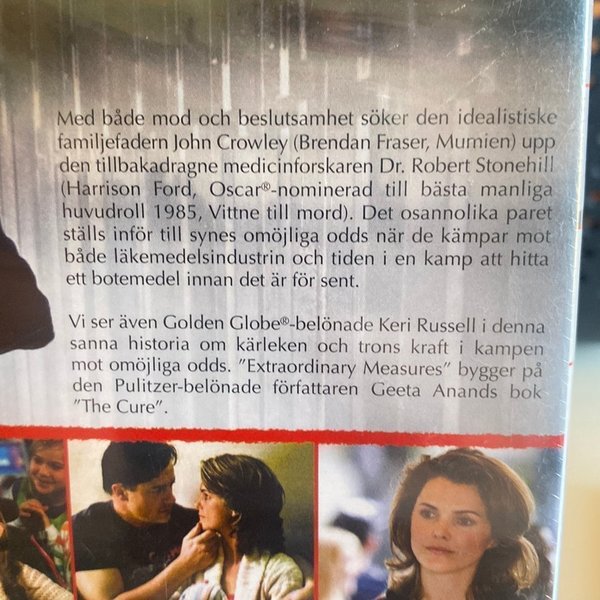 Med både mod och beslutsamhet söker den idealistiske
familjefadern John Crowley (Brendan Fraser, Mumien) upp
den tillbakadragne medicinforskaren Dr. Robert Stonehill
(Harrison Ford, Oscar®-nominerad till bästa manliga
huvudroll 1985, Vittne till mord). Det osannolika paret
ställs inför till synes omöjliga odds när de kämpar mot
både läkemedelsindustrin och tiden i en kamp att hitta
ett botemedel innan det är för sent.
Vi ser även Golden Globe®-belönade Keri Russell i denna
sanna historia om kärleken och trons kraft i kampen
mot omöjliga odds. ”Extraordinary Measures” bygger på
den Pulitzer-belönade författaren Geeta Anands bok
”The Cure”.